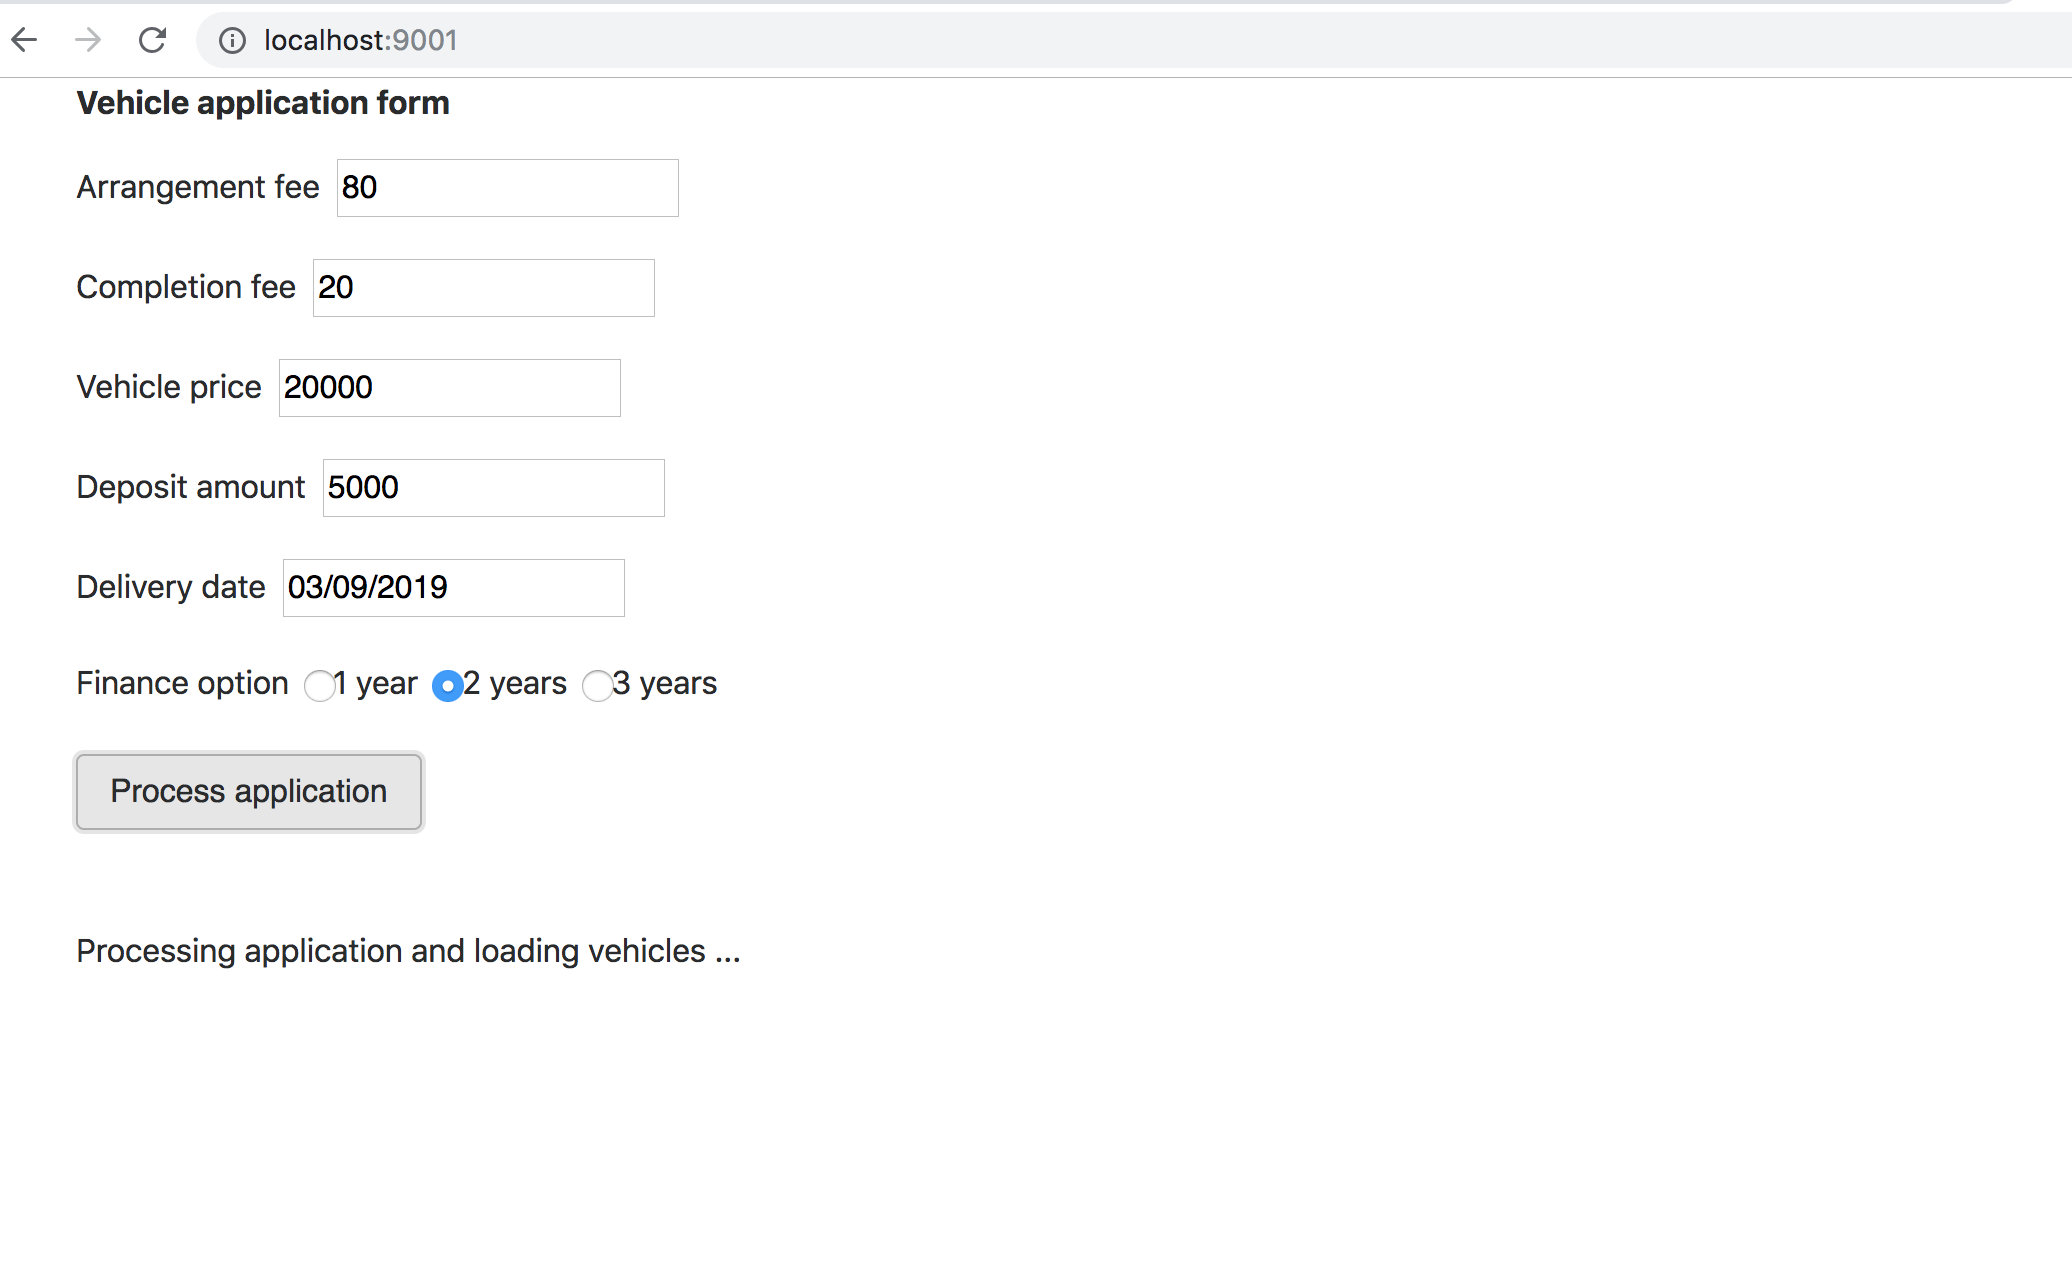 localhost:9001
Vehicle application form
Arrangement fee 80
Completion fee 20
Vehicle price 20000
Deposit amount 5000
Delivery date 03/09/2019
Finance option 1 year 2 years 3 years
Process application
Processing application and loading vehicles ...